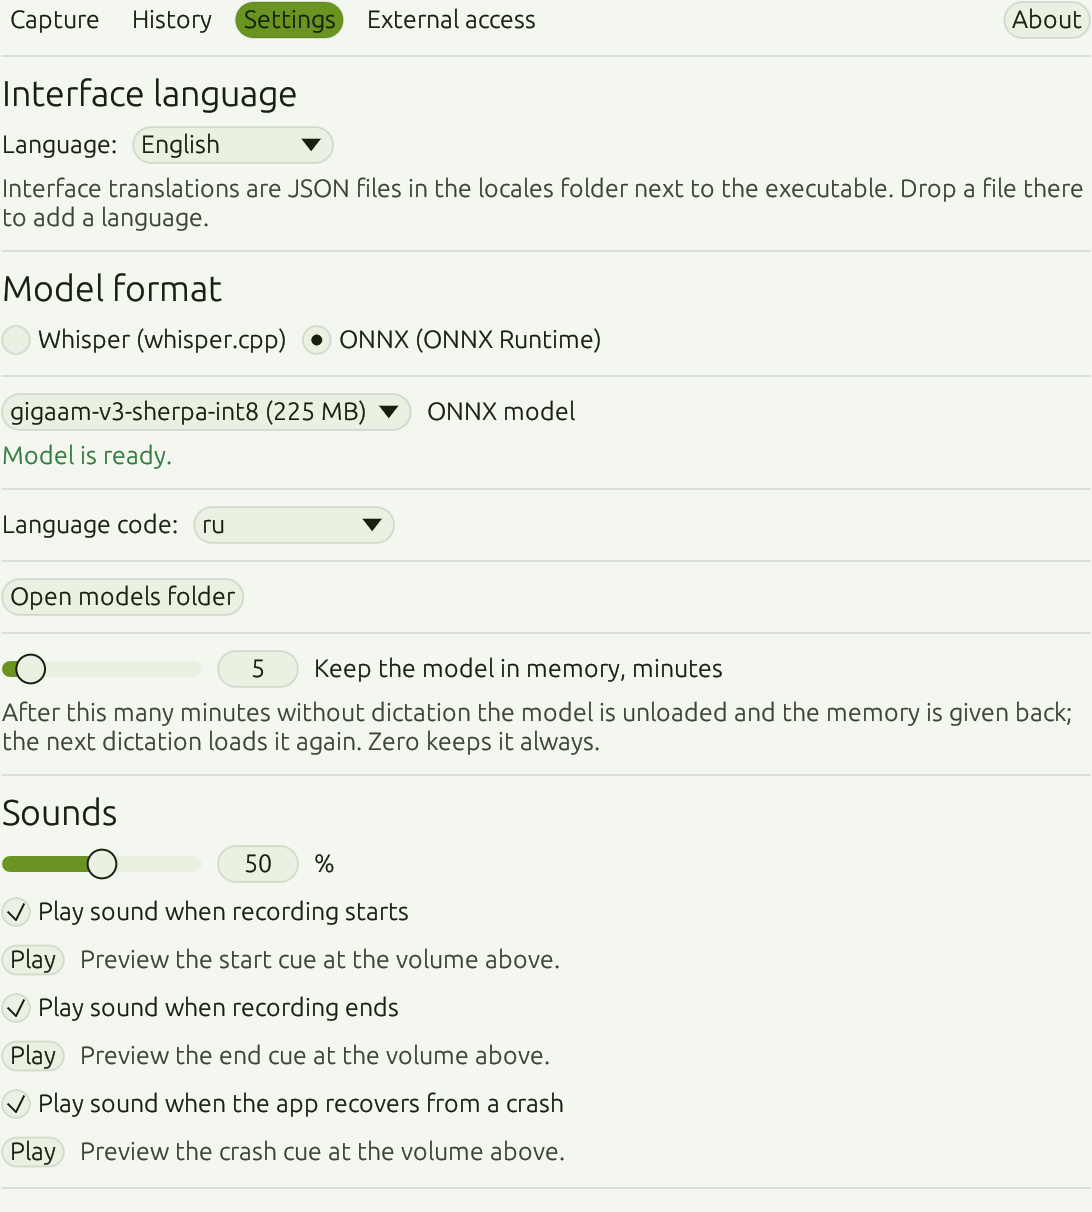 Capture History Settings External access About
Interface language
Language: English
Interface translations are JSON files in the locales folder next to the executable. Drop a file there
to add a language.
Model format
Whisper (whisper.cpp) ONNX (ONNX Runtime)
gigaam-v3-sherpa-int8 (225 MB) ONNX model
Model is ready.
Language code: ru
Open models folder
5 Keep the model in memory, minutes
After this many minutes without dictation the model is unloaded and the memory is given back;
the next dictation loads it again. Zero keeps it always.
Sounds
50 %
Play sound when recording starts
Play Preview the start cue at the volume above.
Play sound when recording ends
Play Preview the end cue at the volume above.
Play sound when the app recovers from a crash
Play Preview the crash cue at the volume above.